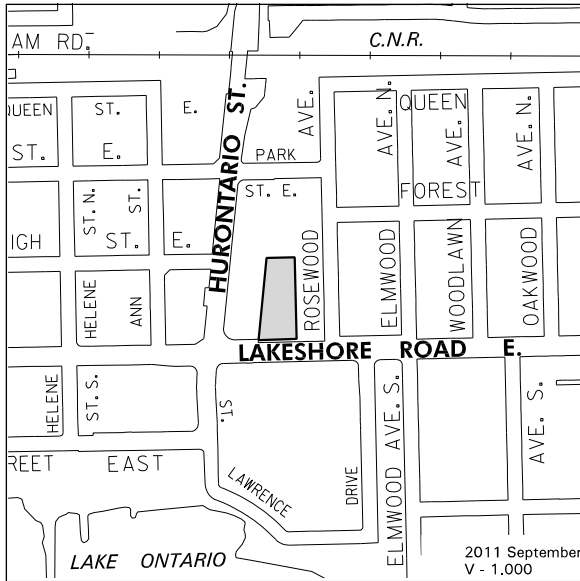 AM RD.
C.N.R.
QUEEN ST. E.
HURONTARIO ST.
AVE.
AVE. N.
QUEEN
AVE.
AVE. N.
ST. E.
PARK
ST. E.
FOREST
ST. N.
ST.
IGH ST. E.
HELENE
ANN
ROSEWOOD
ELMWOOD
WOODLAWN
OAKWOOD
LAKESHORE ROAD E.
HELENE
ST. S.
ST.
ELMWOOD AVE. S.
AVE. S.
REET EAST
LAWRENCE
DRIVE
LAKE ONTARIO
2011 September
V - 1.000